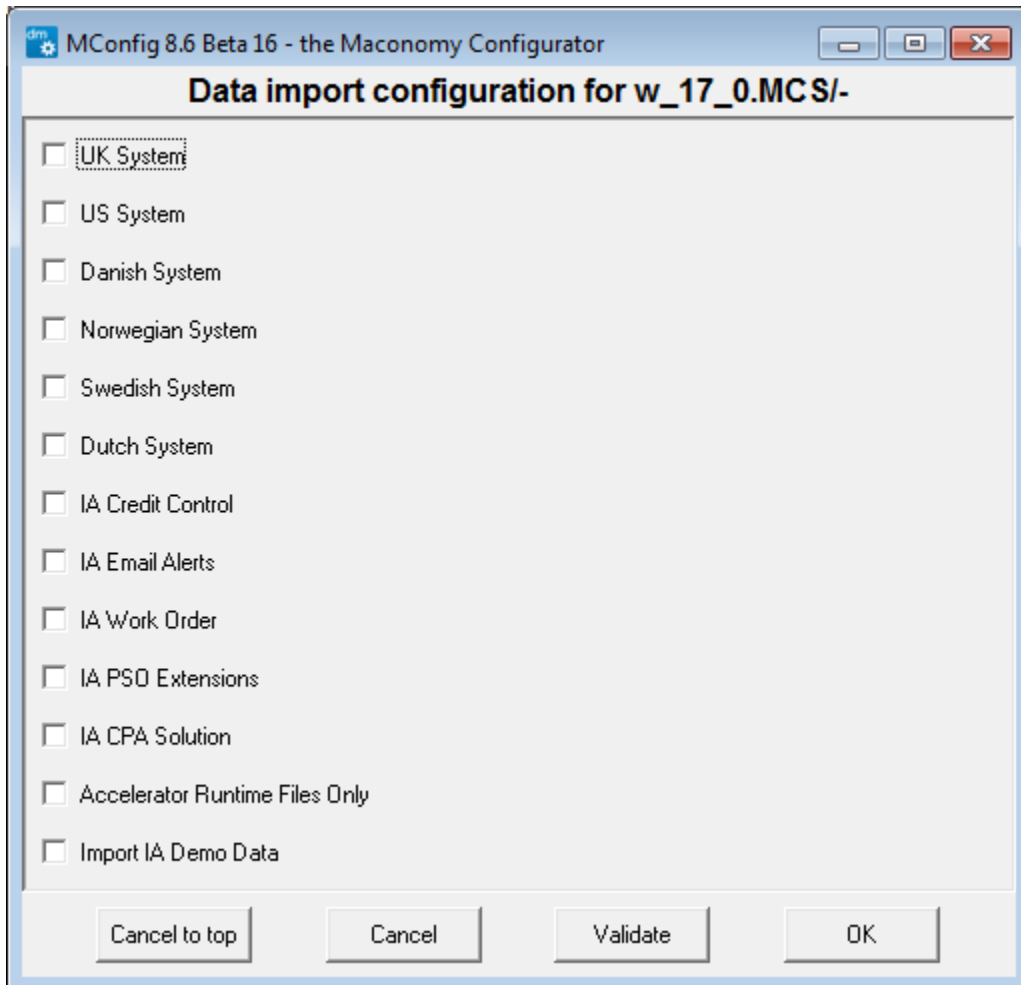 dm
MConfig 8.6 Beta 16 - the Maconomy Configurator
Data import configuration for w_17_0.MCS/-
UK System
US System
Danish System
Norwegian System
Swedish System
Dutch System
IA Credit Control
IA Email Alerts
IA Work Order
IA PSO Extensions
IA CPA Solution
Accelerator Runtime Files Only
Import IA Demo Data
Cancel to top
Cancel
Validate
OK